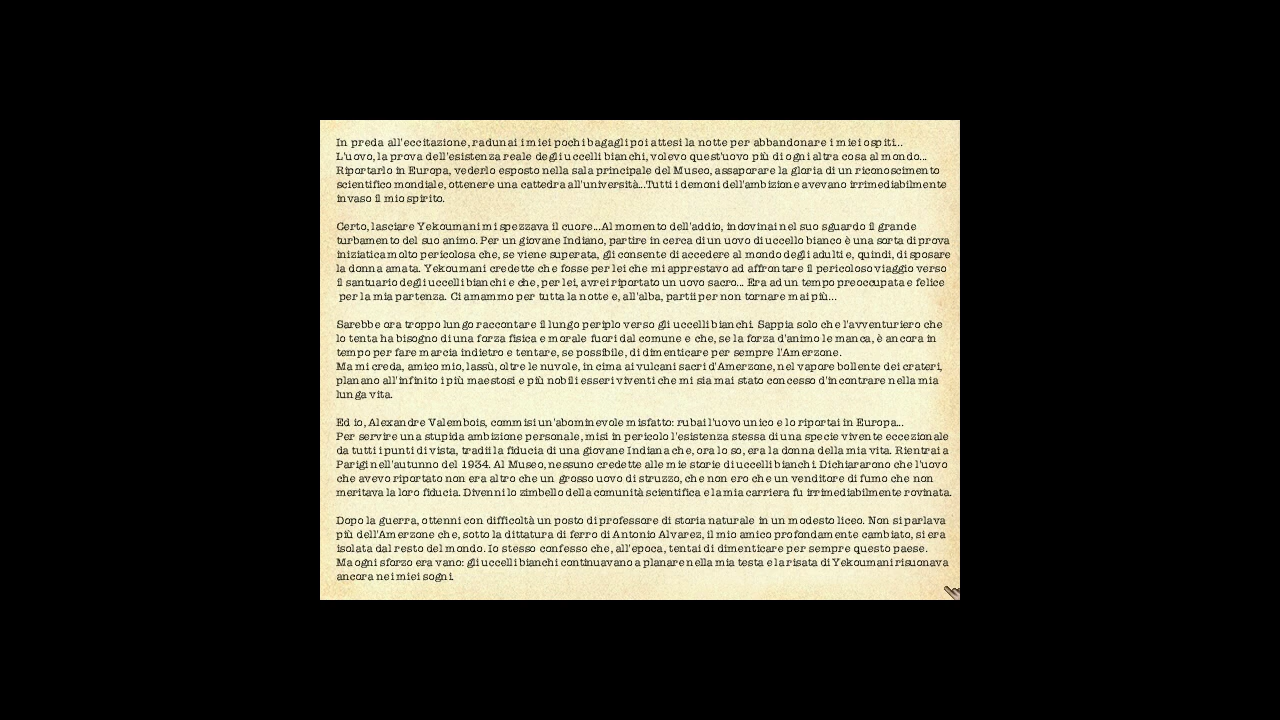 In preda all'eccitazione, radunai i miei pochi bagagli poi attesi la notte per abbandonare i miei ospiti...
L'uovo, la prova dell'esistenza reale degli uccelli bianchi, volevo quest'uovo più di ogni altra cosa al mondo...
Riportarlo in Europa, vederlo esposto nella sala principale del Museo, assaporare la gloria di un riconoscimento
scientifico mondiale, ottenere una cattedra all'università...Tutti i demoni dell'ambizione avevano irrimediabilmente
invaso il mio spirito.

Certo, lasciare Yekoumani mi spezzava il cuore...Al momento dell'addio, indovinai nel suo sguardo il grande
turbamento del suo animo. Per un giovane Indiano, partire in cerca di un uovo di uccello bianco è una sorta di prova
iniziatica molto pericolosa che, se viene superata, gli consente di accedere al mondo degli adulti e, quindi, di sposare
la donna amata. Yekoumani credette che fosse per lei che mi apprestavo ad affrontare il pericoloso viaggio verso
il santuario degli uccelli bianchi e che, per lei, avrei riportato un uovo sacro... Era ad un tempo preoccupata e felice
per la mia partenza. Ci amammo per tutta la notte e, all'alba, partii per non tornare mai più...

Sarebbe ora troppo lungo raccontare il lungo periplo verso gli uccelli bianchi. Sappia solo che l'avventuriero che
lo tenta ha bisogno di una forza fisica e morale fuori dal comune e che, se la forza d'animo le manca, è ancora in
tempo per fare marcia indietro e tentare, se possibile, di dimenticare per sempre l'Amerzone.
Ma mi creda, amico mio, lassù, oltre le nuvole, in cima ai vulcani sacri d'Amerzone, nel vapore bollente dei crateri,
planano all'infinito i più maestosi e più nobili esseri viventi che mi sia mai stato concesso d'incontrare nella mia
lunga vita.

Ed io, Alexandre Valembois, commisi un'abominevole misfatto: rubai l'uovo unico e lo riportai in Europa...
Per servire una stupida ambizione personale, misi in pericolo l'esistenza stessa di una specie vivente eccezionale
da tutti i punti di vista, tradii la fiducia di una giovane Indiana che, ora lo so, era la donna della mia vita. Rientrai a
Parigi nell'autunno del 1934. Al Museo, nessuno credette alle mie storie di uccelli bianchi. Dichiararono che l'uovo
che avevo riportato non era altro che un grosso uovo di struzzo, che non ero che un venditore di fumo che non
meritava la loro fiducia. Divenni lo zimbello della comunità scientifica e la mia carriera fu irrimediabilmente rovinata.

Dopo la guerra, ottenni con difficoltà un posto di professore di storia naturale in un modesto liceo. Non si parlava
più dell'Amerzone che, sotto la dittatura di ferro di Antonio Alvarez, il mio amico profondamente cambiato, si era
isolata dal resto del mondo. Io stesso confesso che, all'epoca, tentai di dimenticare per sempre questo paese.
Ma ogni sforzo era vano: gli uccelli bianchi continuavano a planare nella mia testa e la risata di Yekoumani risuonava
ancora nei miei sogni.